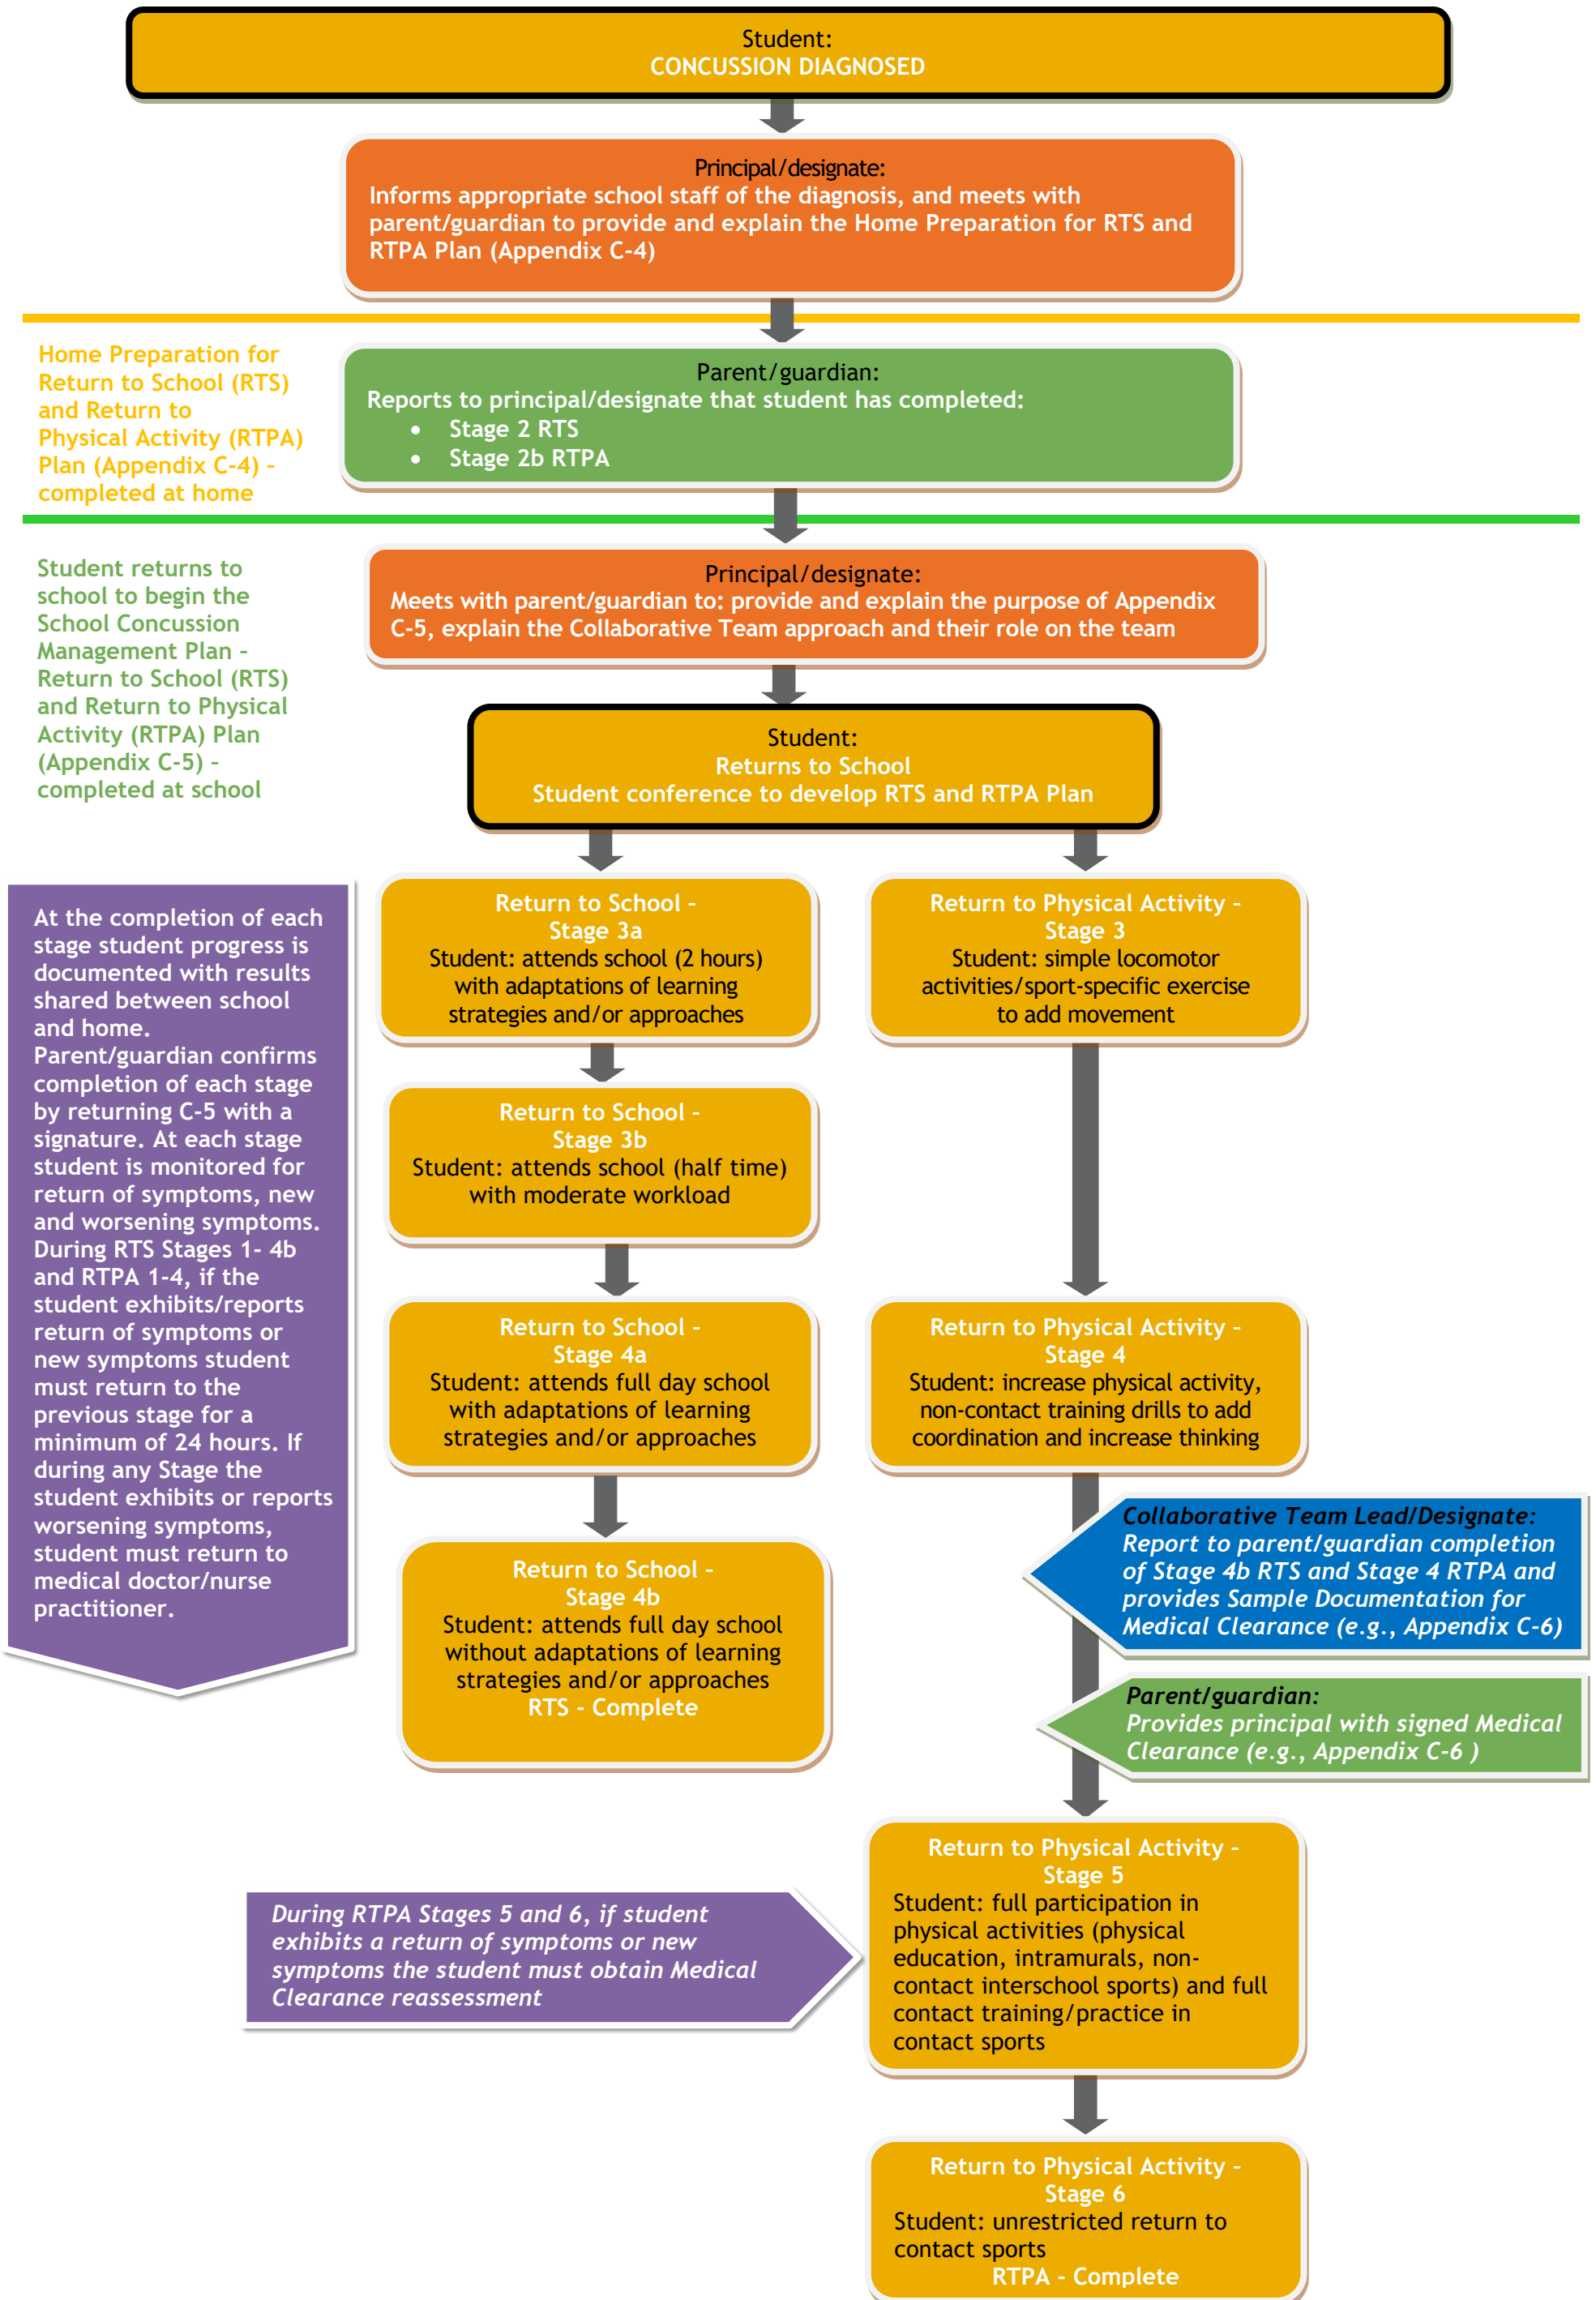 Student:
CONCUSSION DIAGNOSED
Principal/designate:
Informs appropriate school staff of the diagnosis, and meets with
parent/guardian to provide and explain the Home Preparation for RTS and
RTPA Plan (Appendix C-4)
Home Preparation for
Return to School (RTS)
and Return to
Physical Activity (RTPA)
Plan (Appendix C-4) –
completed at home
Parent/guardian:
Reports to principal/designate that student has completed:
• Stage 2 RTS
• Stage 2b RTPA
Student returns to
school to begin the
School Concussion
Management Plan –
Return to School (RTS)
and Return to Physical
Activity (RTPA) Plan
(Appendix C-5) –
completed at school
Principal/designate:
Meets with parent/guardian to: provide and explain the purpose of Appendix
C-5, explain the Collaborative Team approach and their role on the team
Student:
Returns to School
Student conference to develop RTS and RTPA Plan
At the completion of each
stage student progress is
documented with results
shared between school
and home.
Parent/guardian confirms
completion of each stage
by returning C-5 with a
signature. At each stage
student is monitored for
return of symptoms, new
and worsening symptoms.
During RTS Stages 1- 4b
and RTPA 1-4, if the
student exhibits/reports
return of symptoms or
new symptoms student
must return to the
previous stage for a
minimum of 24 hours. If
during any Stage the
student exhibits or reports
worsening symptoms,
student must return to
medical doctor/nurse
practitioner.
Return to School –
Stage 3a
Student: attends school (2 hours)
with adaptations of learning
strategies and/or approaches
Return to Physical Activity –
Stage 3
Student: simple locomotor
activities/sport-specific exercise
to add movement
Return to School –
Stage 3b
Student: attends school (half time)
with moderate workload
Return to School –
Stage 4a
Student: attends full day school
with adaptations of learning
strategies and/or approaches
Return to Physical Activity –
Stage 4
Student: increase physical activity,
non-contact training drills to add
coordination and increase thinking
Return to School –
Stage 4b
Student: attends full day school
without adaptations of learning
strategies and/or approaches
RTS - Complete
Collaborative Team Lead/Designate:
Report to parent/guardian completion
of Stage 4b RTS and Stage 4 RTPA and
provides Sample Documentation for
Medical Clearance (e.g., Appendix C-6)
Parent/guardian:
Provides principal with signed Medical
Clearance (e.g., Appendix C-6 )
During RTPA Stages 5 and 6, if student
exhibits a return of symptoms or new
symptoms the student must obtain Medical
Clearance reassessment
Return to Physical Activity –
Stage 5
Student: full participation in
physical activities (physical
education, intramurals, non-
contact interschool sports) and full
contact training/practice in
contact sports
Return to Physical Activity –
Stage 6
Student: unrestricted return to
contact sports
RTPA - Complete